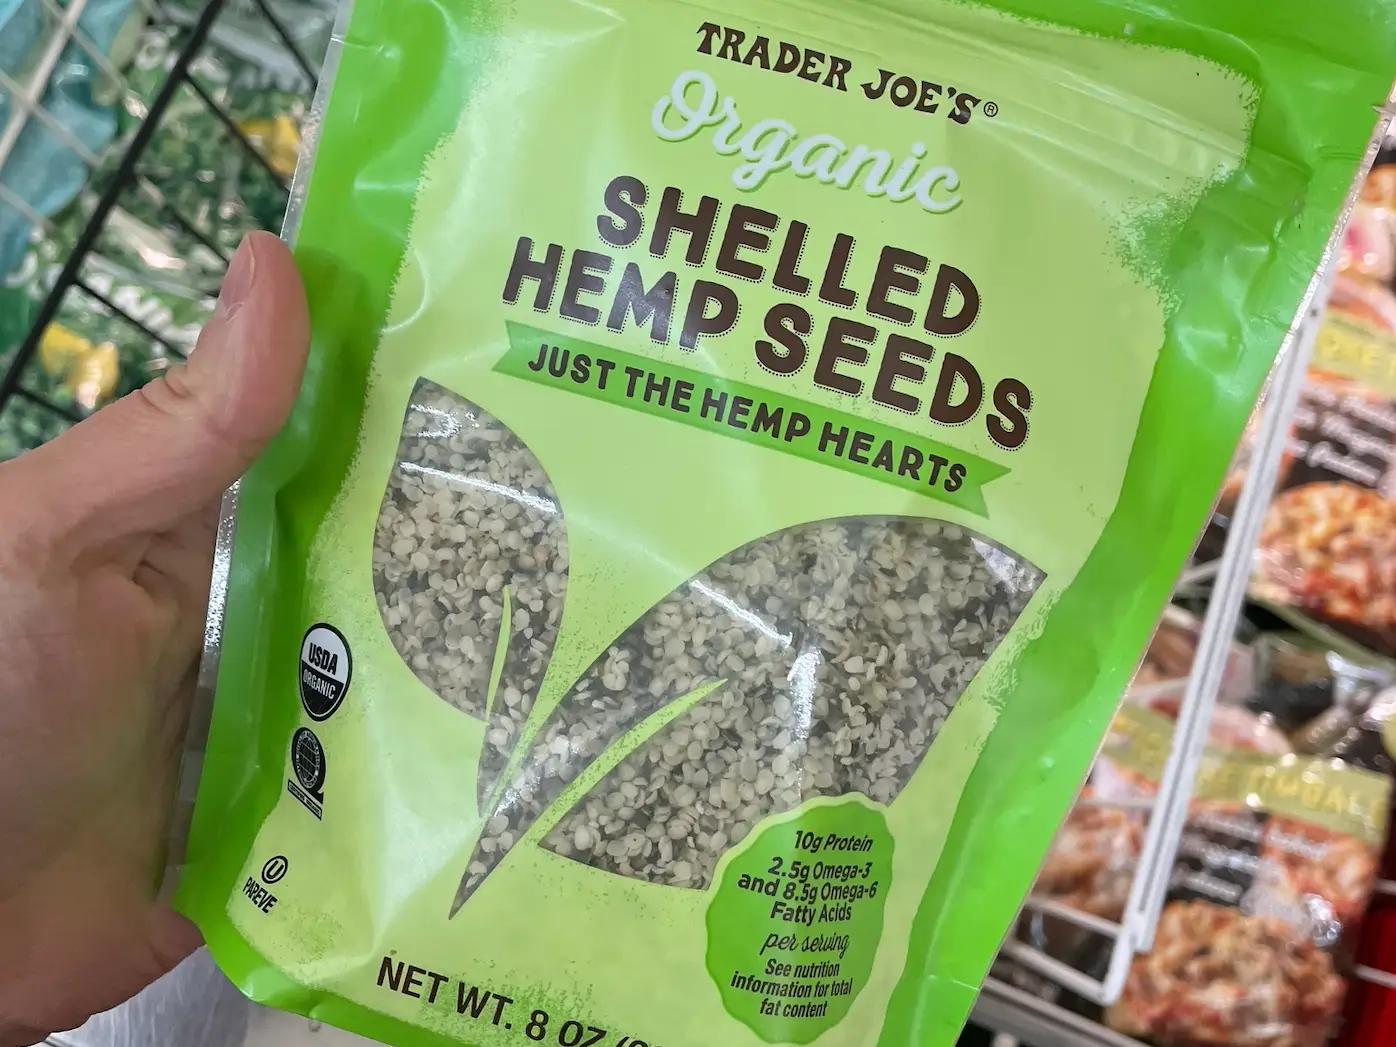 TRADER JOE'S®
Organic
SHELLED
HEMP SEEDS
JUST THE HEMP HEARTS
USDA
ORGANIC
U
PAREVE
10g Protein
2.5g Omega-3
and 8.5g Omega-6
Fatty Acids
per serving
See nutrition
information for total
fat content
NET WT. 8 OZ